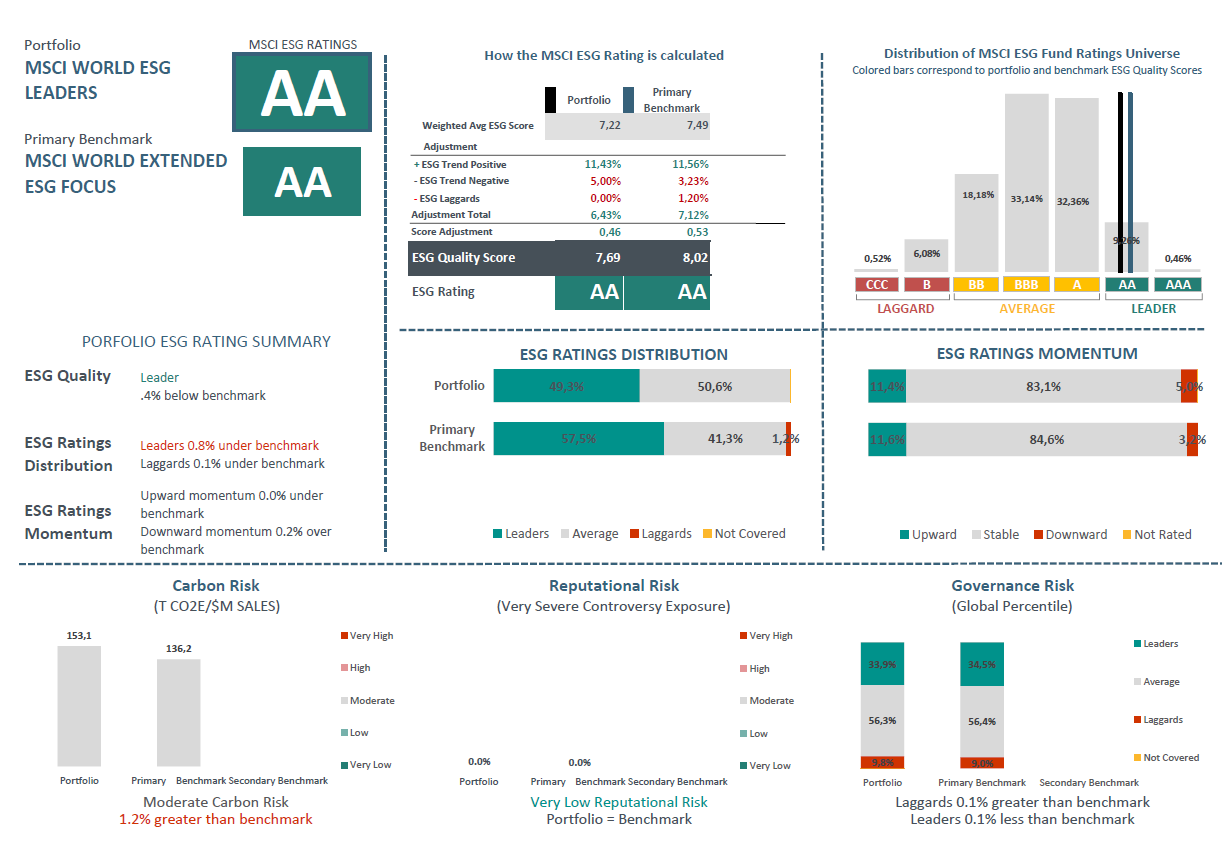 Portfolio
MSCI WORLD ESG
LEADERS
MSCI ESG RATINGS
AA
Primary Benchmark
MSCI WORLD EXTENDED
ESG FOCUS
AA
How the MSCI ESG Rating is calculated
Portfolio Primary
Benchmark
Weighted Avg ESG Score 7,22 7,49
Adjustment
+ ESG Trend Positive 11,43% 11,56%
- ESG Trend Negative 5,00% 3,23%
- ESG Laggards 0,00% 1,20%
Adjustment Total 6,43% 7,12%
Score Adjustment 0,46 0,53
ESG Quality Score 7,69 8,02
ESG Rating AA AA
Distribution of MSCI ESG Fund Ratings Universe
Colored bars correspond to portfolio and benchmark ESG Quality Scores
0,52% 6,08% 18,18% 33,14% 32,36% 9,26% 0,46%
CCC B BB BBB A AA AAA
LAGGARD AVERAGE LEADER
PORFOLIO ESG RATING SUMMARY
ESG Quality
Leader
.4% below benchmark
ESG Ratings
Distribution
Leaders 0.8% under benchmark
Laggards 0.1% under benchmark
ESG Ratings
Momentum
Upward momentum 0.0% under
benchmark
Downward momentum 0.2% over
benchmark
ESG RATINGS DISTRIBUTION
Portfolio 49,3% 50,6%
Primary
Benchmark 57,5% 41,3% 1,2%
Leaders Average Laggards Not Covered
ESG RATINGS MOMENTUM
11,4% 83,1% 5,0%
11,6% 84,6% 3,2%
Upward Stable Downward Not Rated
Carbon Risk
(T CO2E/$M SALES)
153,1
136,2
Very High
High
Moderate
Low
Very Low
Portfolio Primary Benchmark Secondary Benchmark
Moderate Carbon Risk
1.2% greater than benchmark
Reputational Risk
(Very Severe Controversy Exposure)
Very High
High
Moderate
Low
Very Low
0.0% 0.0%
Portfolio Primary Benchmark Secondary Benchmark
Very Low Reputational Risk
Portfolio = Benchmark
Governance Risk
(Global Percentile)
33,9% 34,5%
56,3% 56,4%
9,8% 9,0%
Leaders
Average
Laggards
Not Covered
Portfolio Primary Benchmark Secondary Benchmark
Laggards 0.1% greater than benchmark
Leaders 0.1% less than benchmark